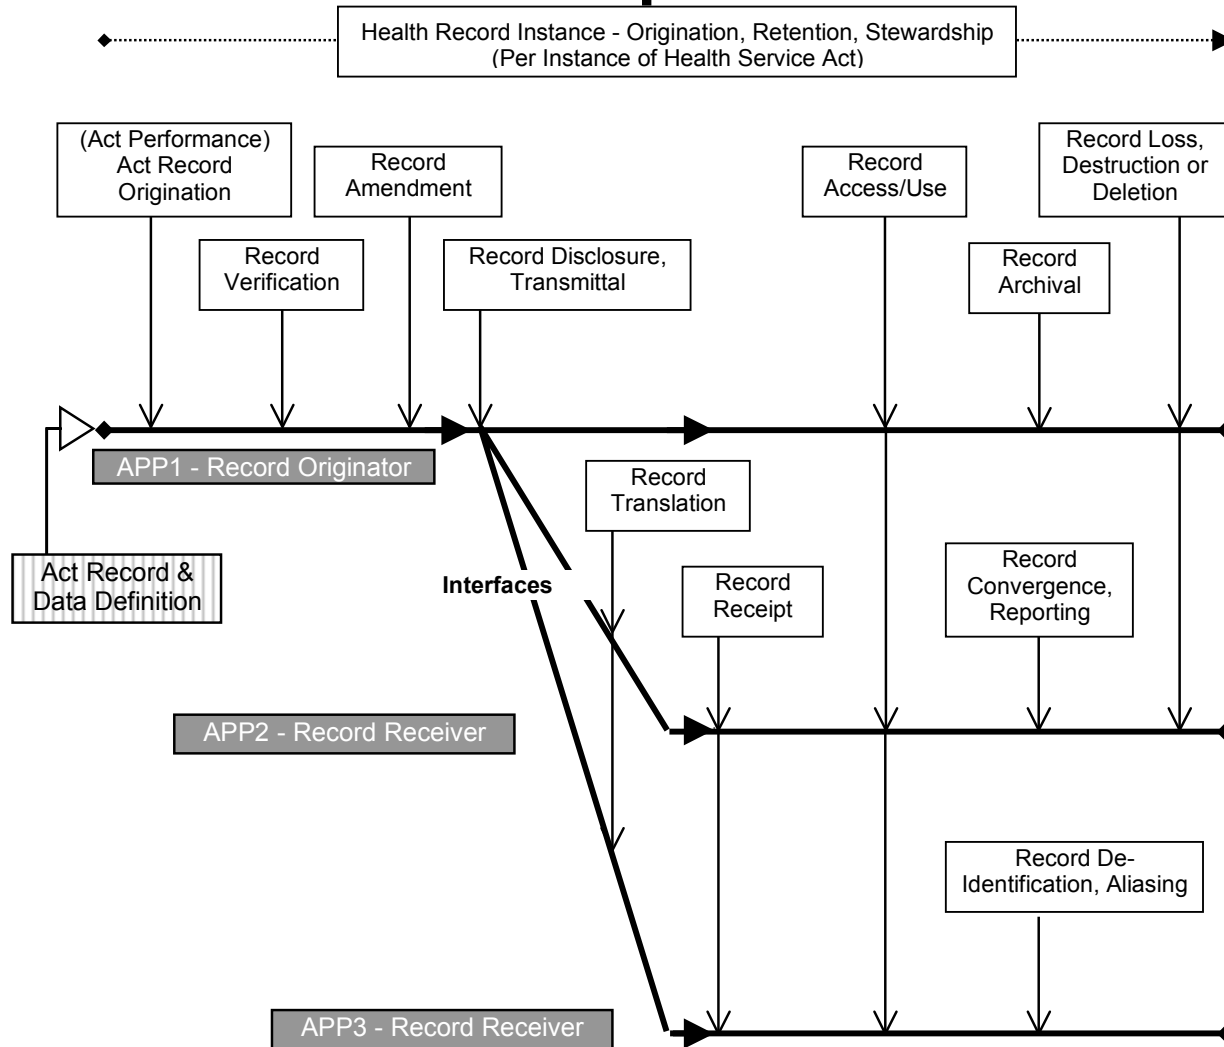 Health Record Instance - Origination, Retention, Stewardship
(Per Instance of Health Service Act)
(Act Performance)
Act Record
Origination
Record
Amendment
Record
Access/Use
Record Loss,
Destruction or
Deletion
Record
Verification
Record Disclosure,
Transmittal
Record
Archival
APP1 - Record Originator
Record
Translation
Act Record &
Data Definition
Interfaces
Record
Receipt
Record
Convergence,
Reporting
APP2 - Record Receiver
Record De-
Identification, Aliasing
APP3 - Record Receiver